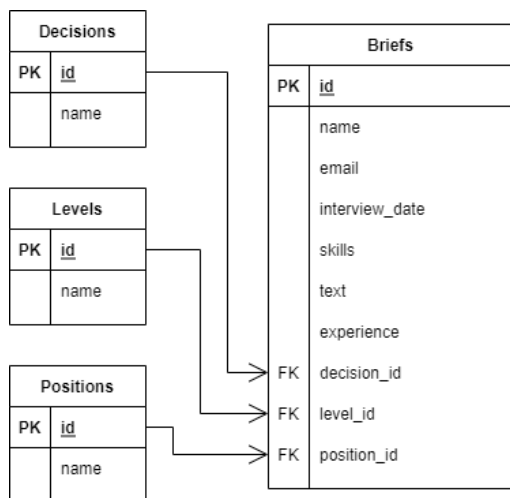 Decisions
PK id
name
Levels
PK id
name
Positions
PK id
name
Briefs
PK id
name
email
interview_date
skills
text
experience
FK decision_id
FK level_id
FK position_id